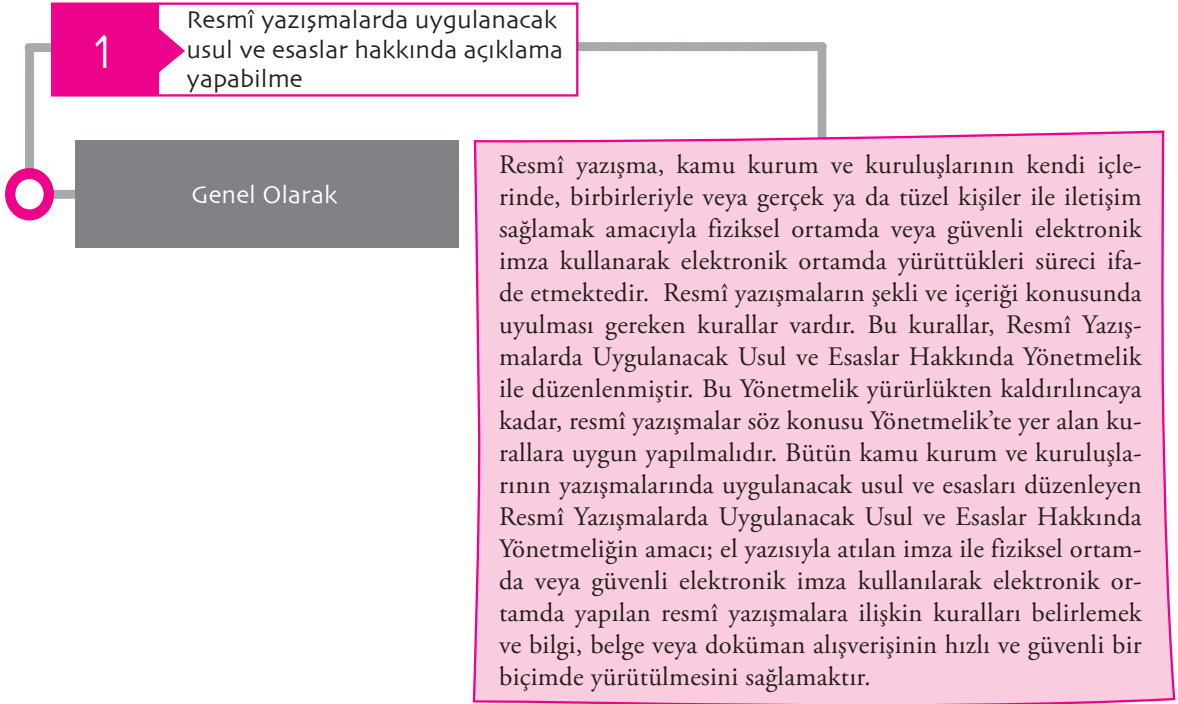 1
Resmî yazışmalarda uygulanacak
usul ve esaslar hakkında açıklama
yapabilme
Genel Olarak
Resmî yazışma, kamu kurum ve kuruluşlarının kendi içle-
rinde, birbirleriyle veya gerçek ya da tüzel kişiler ile iletişim
sağlamak amacıyla fiziksel ortamda veya güvenli elektronik
imza kullanarak elektronik ortamda yürüttükleri süreci ifa-
de etmektedir. Resmî yazışmaların şekli ve içeriği konusunda
uyulması gereken kurallar vardır. Bu kurallar, Resmî Yazış-
malarda Uygulanacak Usul ve Esaslar Hakkında Yönetmelik
ile düzenlenmiştir. Bu Yönetmelik yürürlükten kaldırılıncaya
kadar, resmî yazışmalar söz konusu Yönetmelik’te yer alan ku-
rallara uygun yapılmalıdır. Bütün kamu kurum ve kuruluşla-
rının yazışmalarında uygulanacak usul ve esasları düzenleyen
Resmî Yazışmalarda Uygulanacak Usul ve Esaslar Hakkında
Yönetmeliğin amacı; el yazısıyla atılan imza ile fiziksel ortam-
da veya güvenli elektronik imza kullanılarak elektronik or-
tamda yapılan resmî yazışmalara ilişkin kuralları belirlemek
ve bilgi, belge veya doküman alışverişinin hızlı ve güvenli bir
biçimde yürütülmesini sağlamaktır.